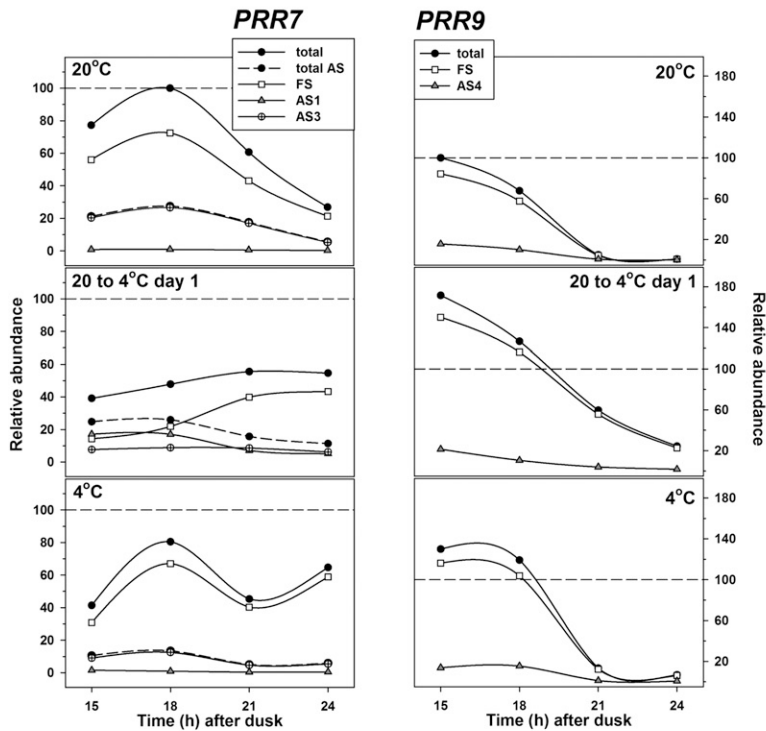 PRR7
PRR9
total
total AS
FS
AS1
AS3
total
FS
AS4
20°C
100
80
60
40
20
0
20°C
180
140
100
60
20
20 to 4°C day 1
100
80
60
40
20
0
20 to 4°C day 1
180
140
100
60
20
4°C
100
80
60
40
20
0
4°C
180
140
100
60
20
Relative abundance
Relative abundance
15 18 21 24
15 18 21 24
Time (h) after dusk
Time (h) after dusk